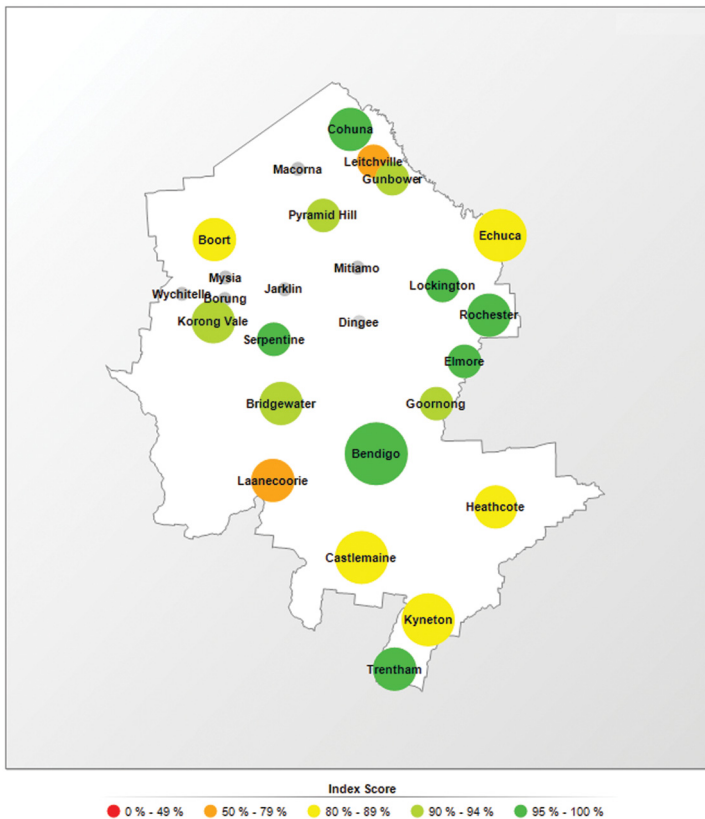 Cohuna
Leitchville
Macorna
Gunbower
Pyramid Hill
Echuca
Boort
Mitiamo
Mysia
Lockington
Jarklin
Wychitella
Borung
Rochester
Korong Vale
Dingee
Serpentine
Elmore
Bridgewater
Goornong
Bendigo
Laanecoorie
Heathcote
Castlemaine
Kyneton
Trentham
Index Score
0 % - 49 % 50 % - 79 % 80 % - 89 % 90 % - 94 % 95 % - 100 %